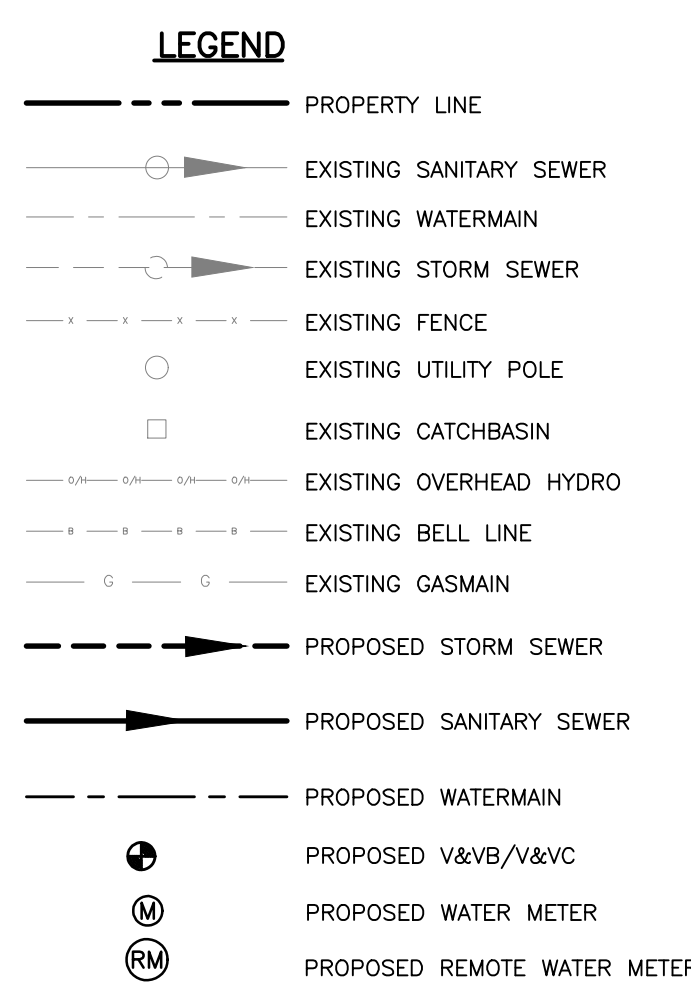 LEGEND
PROPERTY LINE
EXISTING SANITARY SEWER
EXISTING WATERMAIN
EXISTING STORM SEWER
X X X X EXISTING FENCE
EXISTING UTILITY POLE
EXISTING CATCHBASIN
O/H O/H O/H O/H EXISTING OVERHEAD HYDRO
B B B B EXISTING BELL LINE
G G EXISTING GASMAIN
PROPOSED STORM SEWER
PROPOSED SANITARY SEWER
PROPOSED WATERMAIN
PROPOSED V&VB/V&VC
M PROPOSED WATER METER
RM PROPOSED REMOTE WATER METER